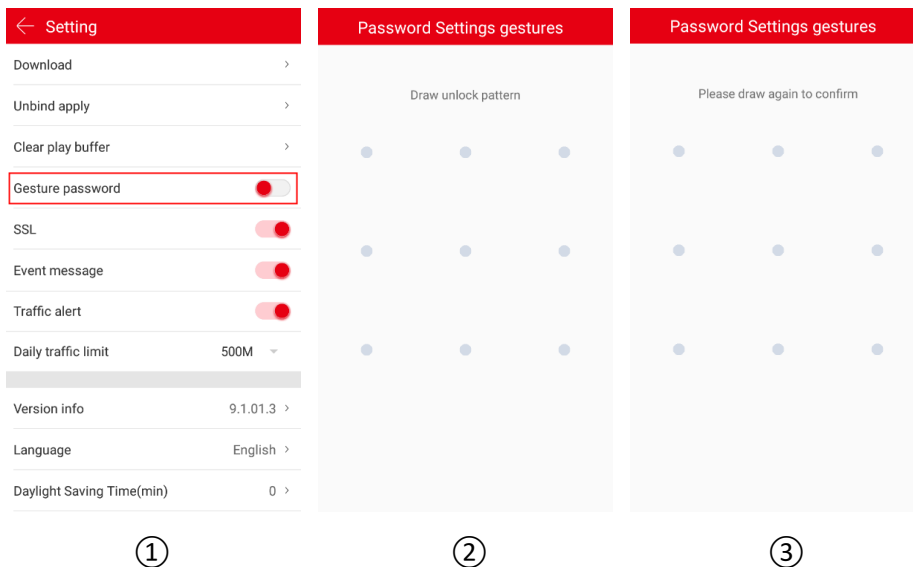 Setting
Download
Unbind apply
Clear play buffer
Gesture password
SSL
Event message
Traffic alert
Daily traffic limit 500M
Version info 9.1.01.3
Language English
Daylight Saving Time(min) 0
①
Password Settings gestures
Draw unlock pattern
②
Password Settings gestures
Please draw again to confirm
③